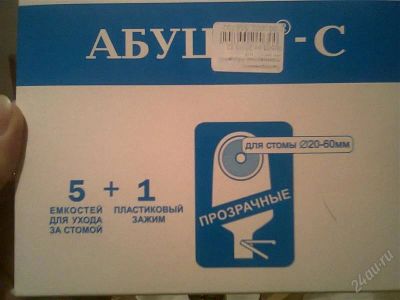 АБУЦ ®-С
для стомы Ø20-60мм
ПРОЗРАЧНЫЕ
5 + 1
ЕМКОСТЕЙ ДЛЯ УХОДА ЗА СТОМОЙ
ПЛАСТИКОВЫЙ ЗАЖИМ
24au.ru